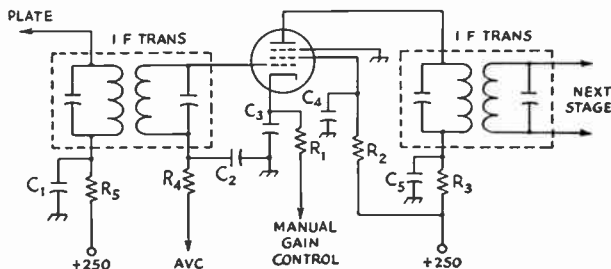 PLATE
I F TRANS
I F TRANS
C3
C4
NEXT
STAGE
C1
R5
R4
C2
R1
R2
C5
R3
MANUAL
GAIN
CONTROL
+250
AVC
+250